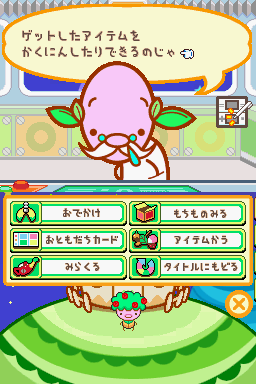 ゲットしたアイテムを
かくにんしたりできるのじゃ
おでかけ
もちものみる
おともだちカード
アイテムかう
みらくる
タイトルにもどる